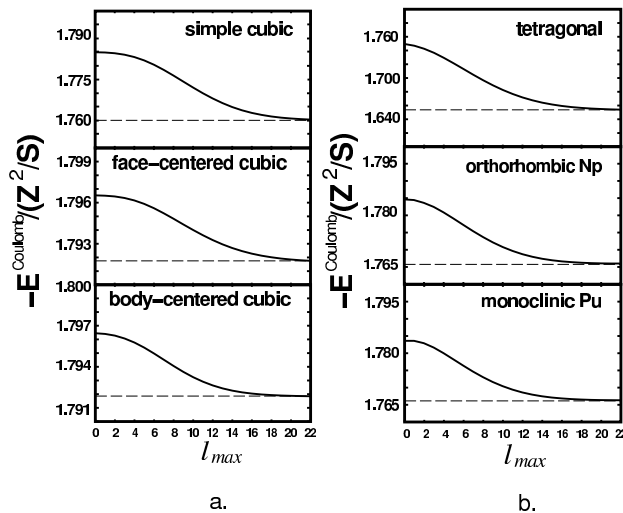 simple cubic
1.790
1.775
1.760
face−centered cubic
1.799
1.796
1.793
body−centered cubic
1.800
1.797
1.794
1.791
−E^Coulomb/(Z^2/S)
0 2 4 6 8 10 12 14 16 18 20 22
l_max
a.
tetragonal
1.760
1.700
1.640
orthorhombic Np
1.795
1.780
1.765
monoclinic Pu
1.795
1.780
1.765
−E^Coulomb/(Z^2/S)
0 2 4 6 8 10 12 14 16 18 20 22
l_max
b.